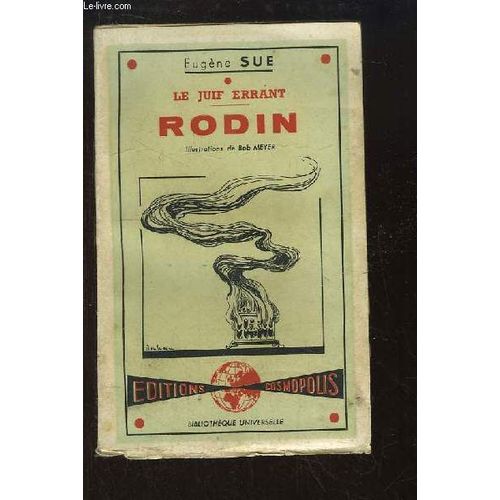 Le-livre.com
Eugène SUE
LE JUIF ERRANT
RODIN
Illustrations de Bob MEYER
EDITIONS COSMOPOLIS
BIBLIOTHÈQUE UNIVERSELLE